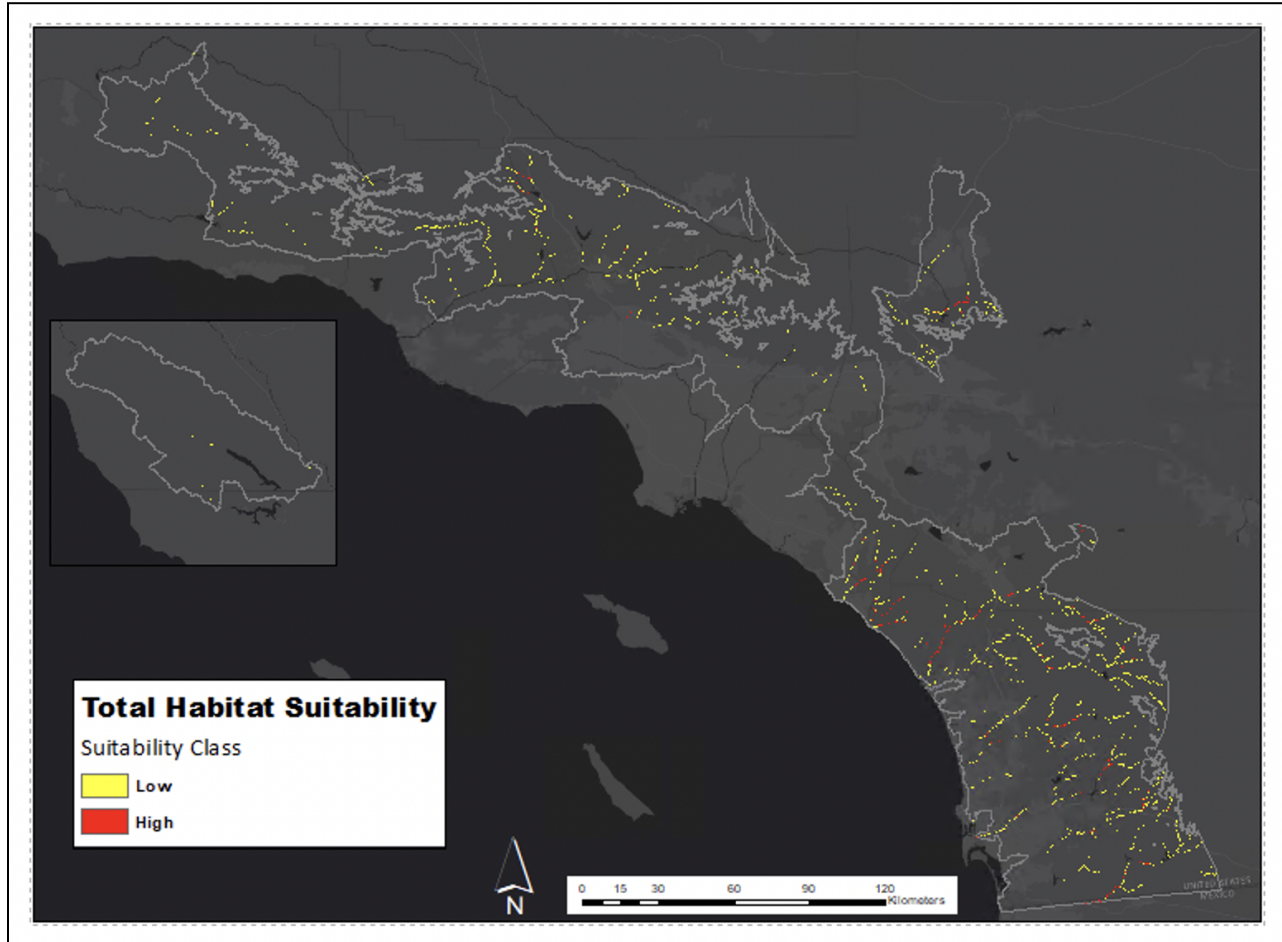 Total Habitat Suitability
Suitability Class
Low
High
N
0 15 30 60 90 120
Kilometers
UNITED STATES
MEXICO